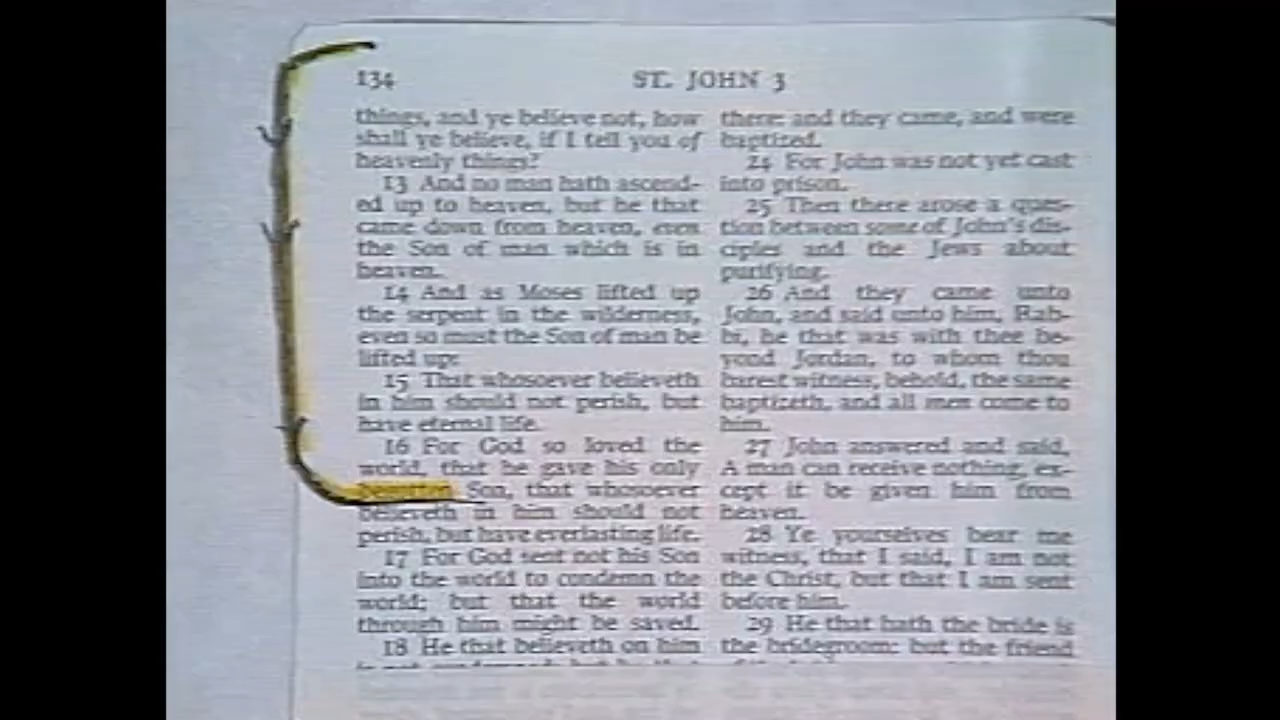 134
ST. JOHN 3
things, and ye believe not, how
shall ye believe, if I tell you of
heavenly things?
13 And no man hath ascend-
ed up to heaven, but he that
came down from heaven, even
the Son of man which is in
heaven.
14 And as Moses lifted up
the serpent in the wilderness,
even so must the Son of man be
lifted up:
15 That whosoever believeth
in him should not perish, but
have eternal life.
16 For God so loved the
world, that he gave his only
begotten Son, that whosoever
believeth in him should not
perish, but have everlasting life.
17 For God sent not his Son
into the world to condemn the
world; but that the world
through him might be saved.
18 He that believeth on him
is not condemned: but he that
there: and they came, and were
baptized.
24 For John was not yet cast
into prison.
25 Then there arose a ques-
tion between some of John's dis-
ciples and the Jews about
purifying.
26 And they came unto
John, and said unto him, Rab-
bi, he that was with thee be-
yond Jordan, to whom thou
barest witness, behold, the same
baptizeth, and all men come to
him.
27 John answered and said,
A man can receive nothing, ex-
cept it be given him from
heaven.
28 Ye yourselves bear me
witness, that I said, I am not
the Christ, but that I am sent
before him.
29 He that hath the bride is
the bridegroom: but the friend